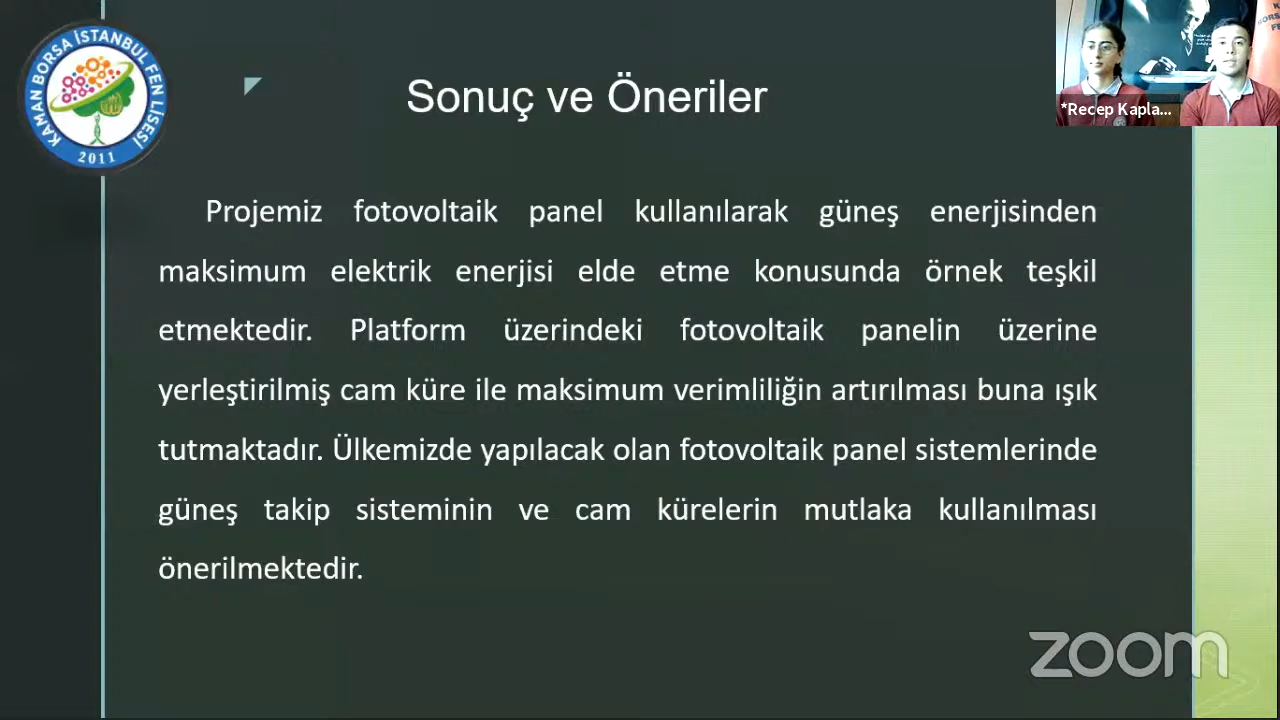 KAMAN BORSA İSTANBUL FEN LİSESİ
2011
*Recep Kapla...
Sonuç ve Öneriler
Projemiz fotovoltaik panel kullanılarak güneş enerjisinden
maksimum elektrik enerjisi elde etme konusunda örnek teşkil
etmektedir. Platform üzerindeki fotovoltaik panelin üzerine
yerleştirilmiş cam küre ile maksimum verimliliğin artırılması buna ışık
tutmaktadır. Ülkemizde yapılacak olan fotovoltaik panel sistemlerinde
güneş takip sisteminin ve cam kürelerin mutlaka kullanılması
önerilmektedir.
zoom